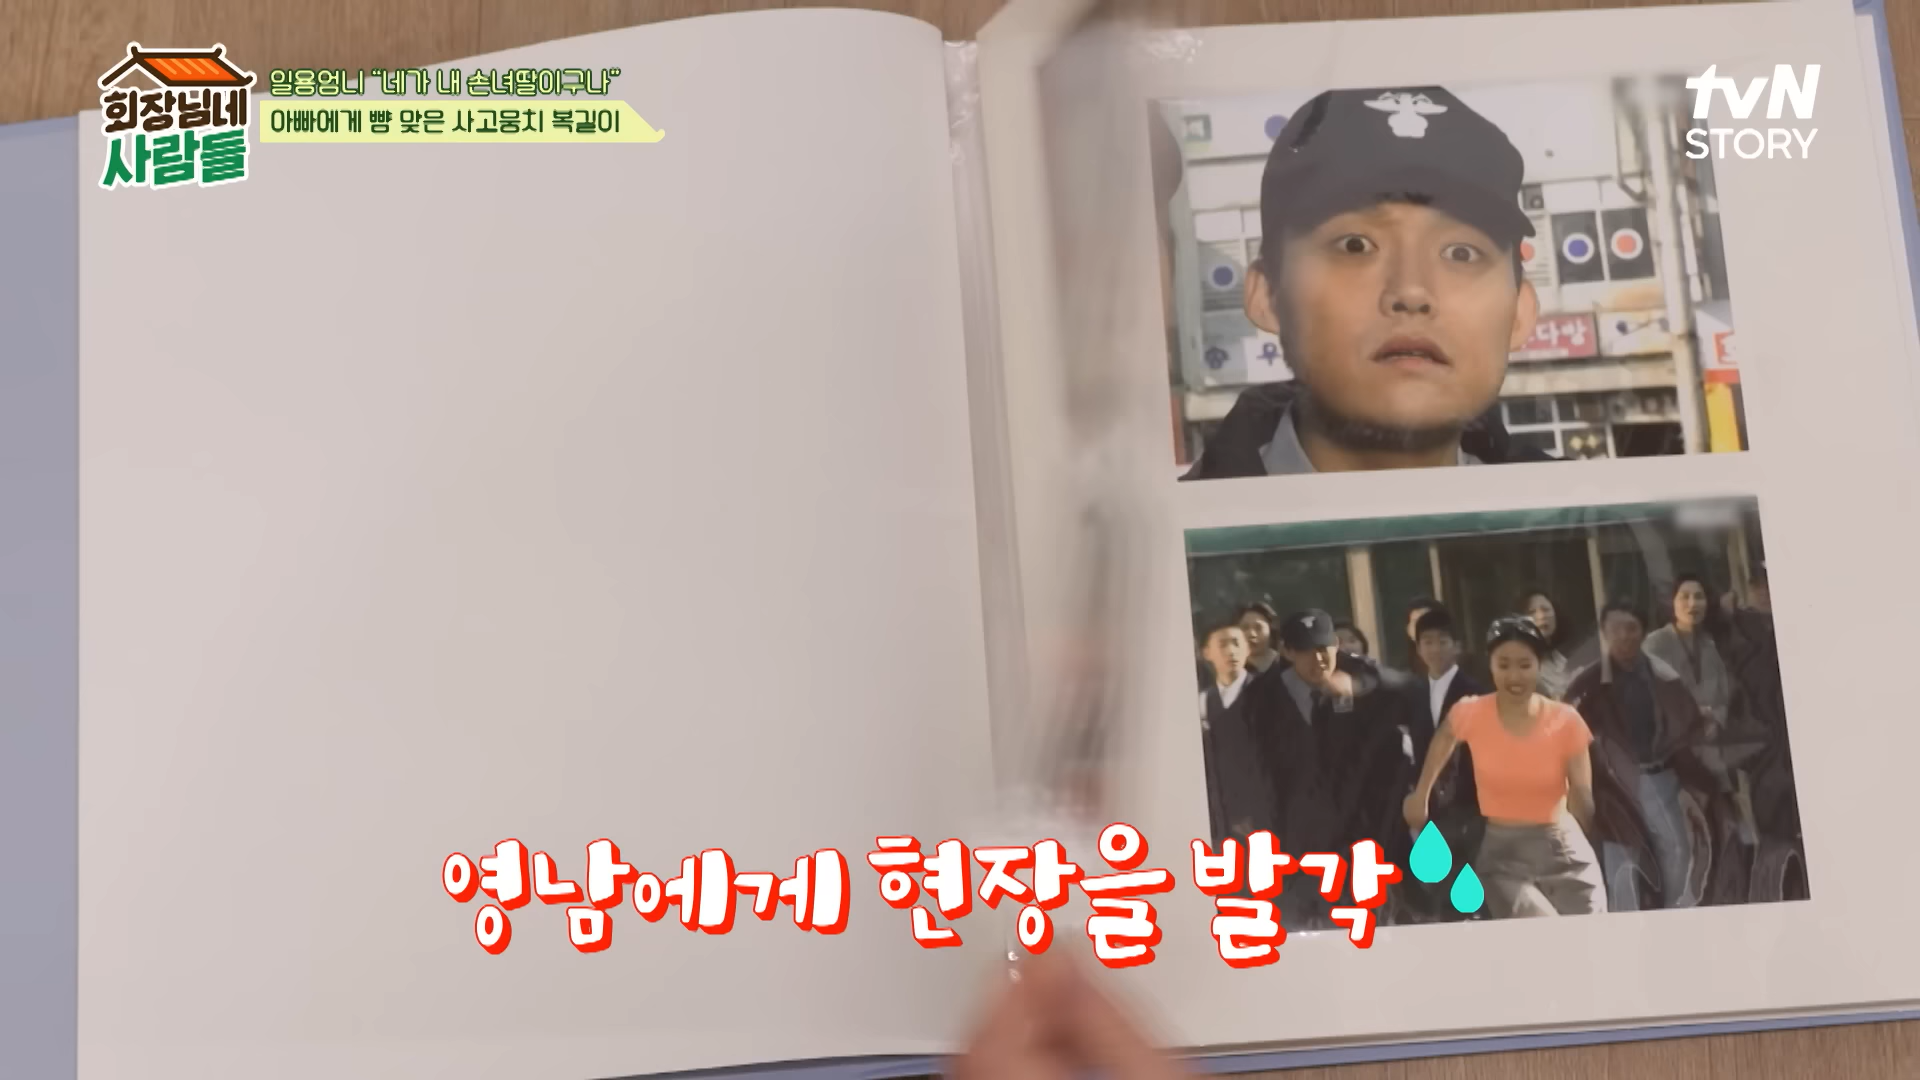 회장님네
사람들
일용엄니 “네가 내 손녀딸이구나”
아빠에게 뺨 맞은 사고뭉치 복길이
tvN
STORY
다방
영남에게 현장을 발각